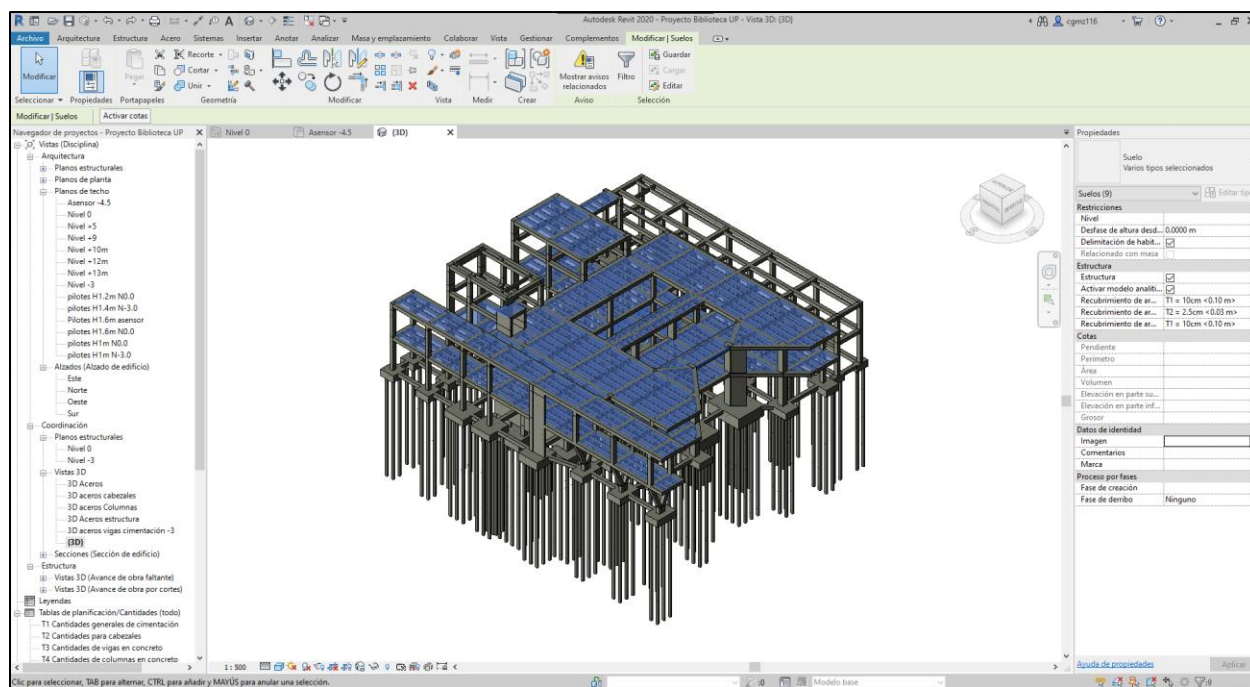 Autodesk Revit 2020 - Proyecto Biblioteca UP - Vista 3D: {3D}
cgmz116
Archivo Arquitectura Estructura Acero Sistemas Insertar Anotar Analizar Masa y emplazamiento Colaborar Vista Gestionar Complementos Modificar | Suelos
Modificar
Pegar
Recorte
Cortar
Unir
Mostrar avisos relacionados
Filtro
Guardar
Cargar
Editar
Seleccionar Propiedades Portapapeles Geometría Modificar Vista Medir Crear Aviso Selección
Modificar | Suelos Activar cotas
Navegador de proyectos - Proyecto Biblioteca UP
Nivel 0 Asensor -4.5 {3D}
Vistas (Disciplina)
Arquitectura
Planos estructurales
Planos de planta
Planos de techo
Asensor -4.5
Nivel 0
Nivel +5
Nivel +9
Nivel +10m
Nivel +12m
Nivel +13m
Nivel -3
pilotes H1.2m N0.0
pilotes H1.4m N-3.0
Pilotes H1.6m asensor
pilotes H1.6m N0.0
pilotes H1m N0.0
pilotes H1m N-3.0
Alzados (Alzado de edificio)
Este
Norte
Oeste
Sur
Coordinación
Planos estructurales
Nivel 0
Nivel -3
Vistas 3D
3D Aceros
3D aceros cabezales
3D aceros Columnas
3D Aceros estructura
3D aceros vigas cimentación -3
{3D}
Secciones (Sección de edificio)
Estructura
Vistas 3D (Avance de obra faltante)
Vistas 3D (Avance de obra por cortes)
Leyendas
Tablas de planificación/Cantidades (todo)
T1 Cantidades generales de cimentación
T2 Cantidades para cabezales
T3 Cantidades de vigas en concreto
T4 Cantidades de columnas en concreto
Propiedades
Suelo
Varios tipos seleccionados
Suelos (9) Editar tipo
Restricciones
Nivel
Desfase de altura desd... 0.0000 m
Delimitación de habit...
Relacionado con masa
Estructura
Estructura
Activar modelo analíti...
Recubrimiento de ar... T1 = 10cm <0.10 m>
Recubrimiento de ar... T2 = 2.5cm <0.03 m>
Recubrimiento de ar... T1 = 10cm <0.10 m>
Cotas
Pendiente
Perímetro
Área
Volumen
Elevación en parte su...
Elevación en parte inf...
Grosor
Datos de identidad
Imagen
Comentarios
Marca
Proceso por fases
Fase de creación
Fase de derribo Ninguno
Ayuda de propiedades Aplicar
1 : 500
Clic para seleccionar, TAB para alternar, CTRL para añadir y MAYÚS para anular una selección.
:0 Modelo base :9